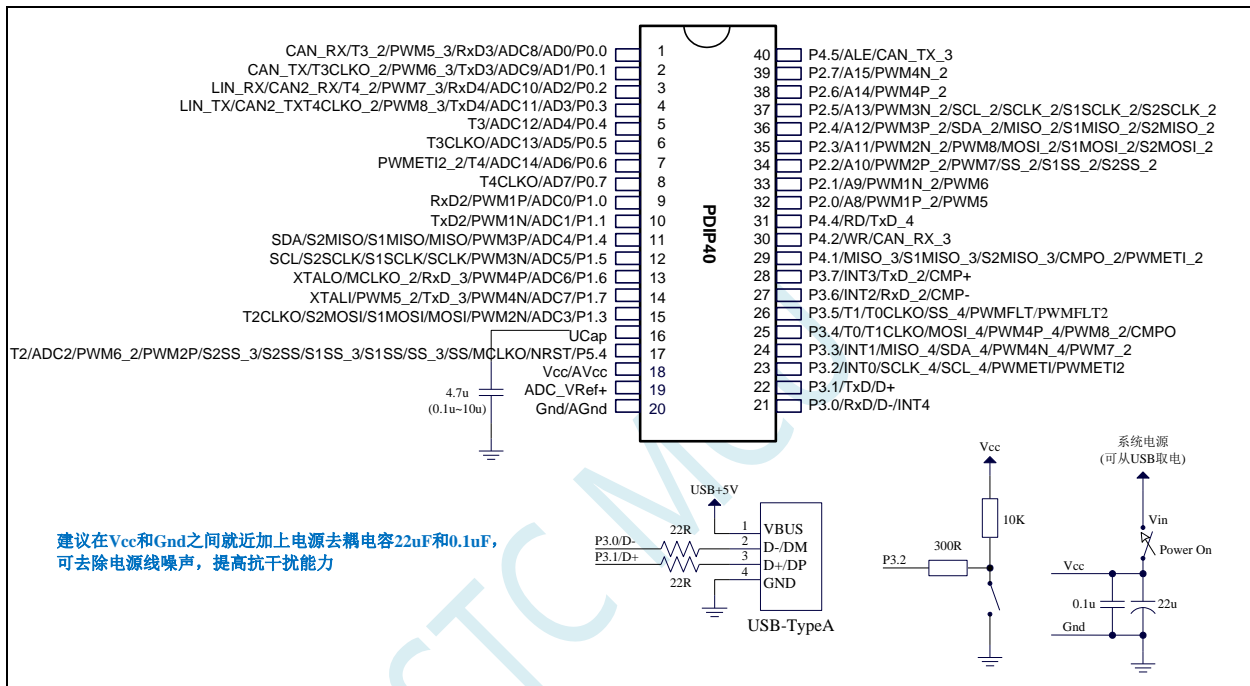 CAN_RX/T3_2/PWM5_3/RxD3/ADC8/AD0/P0.0 1
CAN_TX/T3CLKO_2/PWM6_3/TxD3/ADC9/AD1/P0.1 2
LIN_RX/CAN2_RX/T4_2/PWM7_3/RxD4/ADC10/AD2/P0.2 3
LIN_TX/CAN2_TXT4CLKO_2/PWM8_3/TxD4/ADC11/AD3/P0.3 4
T3/ADC12/AD4/P0.4 5
T3CLKO/ADC13/AD5/P0.5 6
PWMETI2_2/T4/ADC14/AD6/P0.6 7
T4CLKO/AD7/P0.7 8
RxD2/PWM1P/ADC0/P1.0 9
TxD2/PWM1N/ADC1/P1.1 10
SDA/S2MISO/S1MISO/MISO/PWM3P/ADC4/P1.4 11
SCL/S2SCLK/S1SCLK/SCLK/PWM3N/ADC5/P1.5 12
XTALO/MCLKO_2/RxD_3/PWM4P/ADC6/P1.6 13
XTALI/PWM5_2/TxD_3/PWM4N/ADC7/P1.7 14
T2CLKO/S2MOSI/S1MOSI/MOSI/PWM2N/ADC3/P1.3 15
UCap 16
T2/ADC2/PWM6_2/PWM2P/S2SS_3/S2SS/S1SS_3/S1SS/SS_3/SS/MCLKO/NRST/P5.4 17
Vcc/AVcc 18
ADC_VRef+ 19
Gnd/AGnd 20
4.7u
(0.1u~10u)
PDIP40
40 P4.5/ALE/CAN_TX_3
39 P2.7/A15/PWM4N_2
38 P2.6/A14/PWM4P_2
37 P2.5/A13/PWM3N_2/SCL_2/SCLK_2/S1SCLK_2/S2SCLK_2
36 P2.4/A12/PWM3P_2/SDA_2/MISO_2/S1MISO_2/S2MISO_2
35 P2.3/A11/PWM2N_2/PWM8/MOSI_2/S1MOSI_2/S2MOSI_2
34 P2.2/A10/PWM2P_2/PWM7/SS_2/S1SS_2/S2SS_2
33 P2.1/A9/PWM1N_2/PWM6
32 P2.0/A8/PWM1P_2/PWM5
31 P4.4/RD/TxD_4
30 P4.2/WR/CAN_RX_3
29 P4.1/MISO_3/S1MISO_3/S2MISO_3/CMPO_2/PWMETI_2
28 P3.7/INT3/TxD_2/CMP+
27 P3.6/INT2/RxD_2/CMP-
26 P3.5/T1/T0CLKO/SS_4/PWMFLT/PWMFLT2
25 P3.4/T0/T1CLKO/MOSI_4/PWM4P_4/PWM8_2/CMPO
24 P3.3/INT1/MISO_4/SDA_4/PWM4N_4/PWM7_2
23 P3.2/INT0/SCLK_4/SCL_4/PWMETI/PWMETI2
22 P3.1/TxD/D+
21 P3.0/RxD/D-/INT4
建议在Vcc和Gnd之间就近加上电源去耦电容22uF和0.1uF，
可去除电源线噪声，提高抗干扰能力
USB+5V
P3.0/D-
P3.1/D+
22R
22R
1 VBUS
2 D-/DM
3 D+/DP
4 GND
USB-TypeA
Vcc
10K
300R
P3.2
系统电源
(可从USB取电)
Vin
Power On
Vcc
0.1u
22u
Gnd
STC MCU